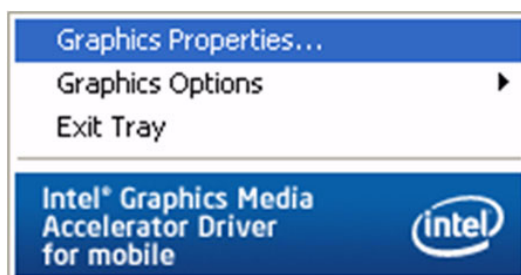 Graphics Properties...
Graphics Options
Exit Tray
Intel® Graphics Media
Accelerator Driver
for mobile
intel